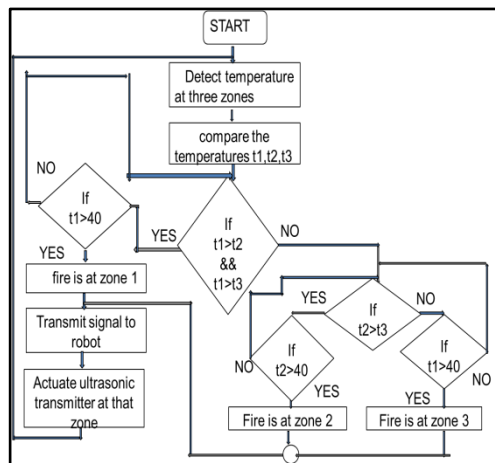 START
Detect temperature
at three zones
compare the
temperatures t1,t2,t3
NO
If
t1>40
YES
If
t1>t2
&&
t1>t3
NO
YES
fire is at zone 1
Transmit signal to
robot
Actuate ultrasonic
transmitter at that
zone
YES
If
t2>t3
NO
NO
If
t2>40
YES
If
t1>40
NO
YES
Fire is at zone 2
Fire is at zone 3